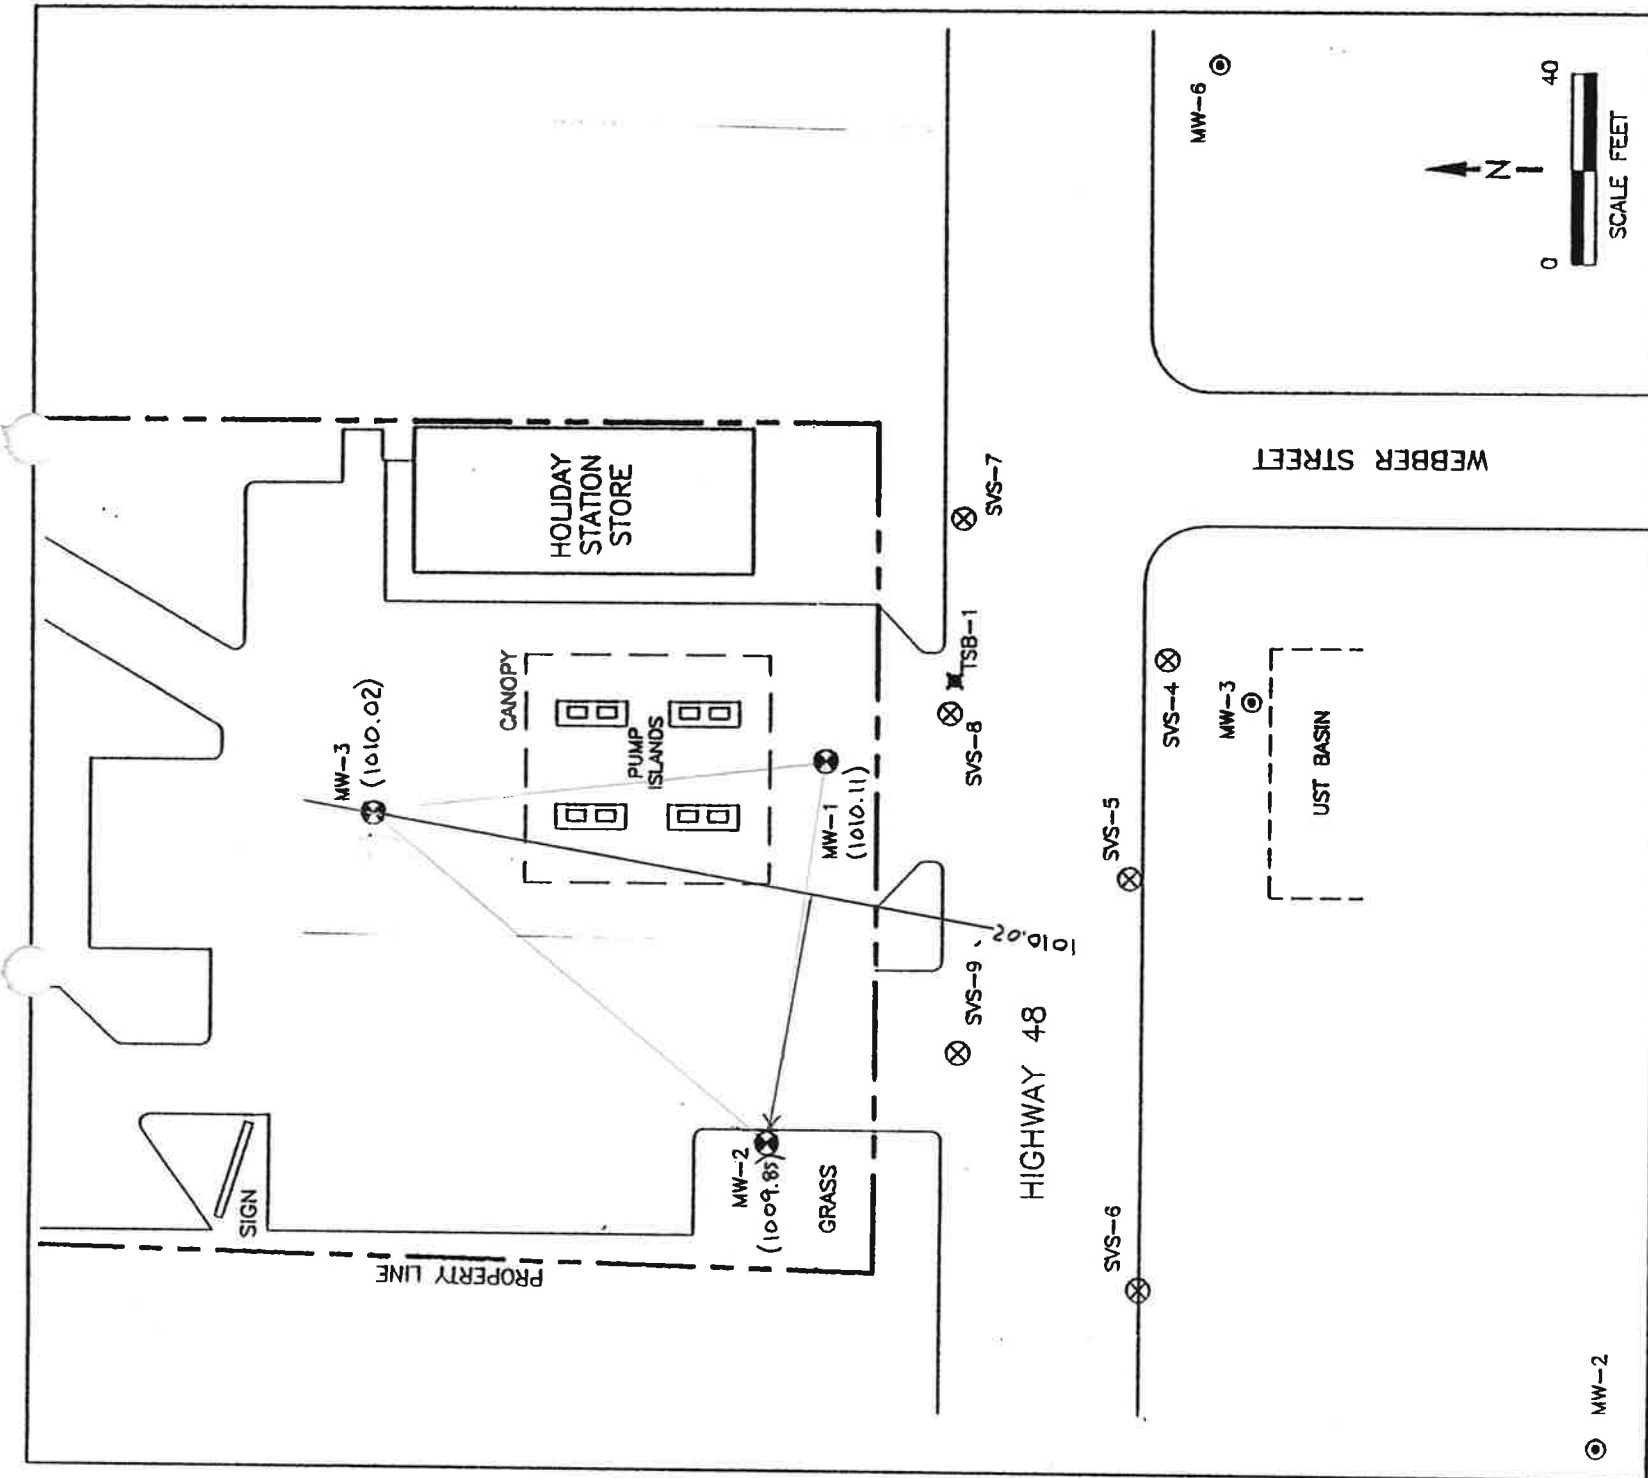 MW-6
N
0 40
SCALE FEET
HOLIDAY
STATION
STORE
SVS-7
WEBBER STREET
CANOPY
PUMP
ISLANDS
MW-3
(1010.02)
MW-1
(1010.11)
TSB-1
SVS-8
SVS-4
MW-3
UST BASIN
SVS-5
1010.02
SVS-9
HIGHWAY 48
SIGN
MW-2
(1009.85)
GRASS
PROPERTY LINE
SVS-6
MW-2